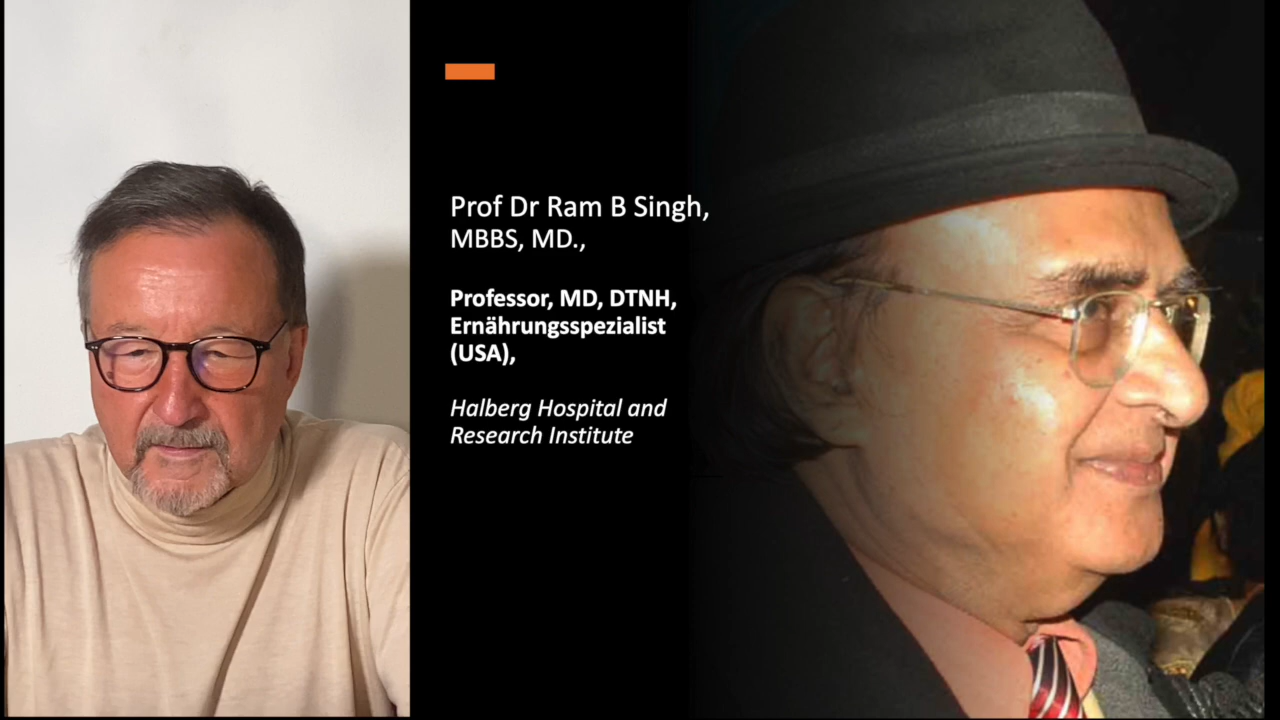 Prof Dr Ram B Singh,
MBBS, MD.,
Professor, MD, DTNH,
Ernährungsspezialist
(USA),
Halberg Hospital and
Research Institute